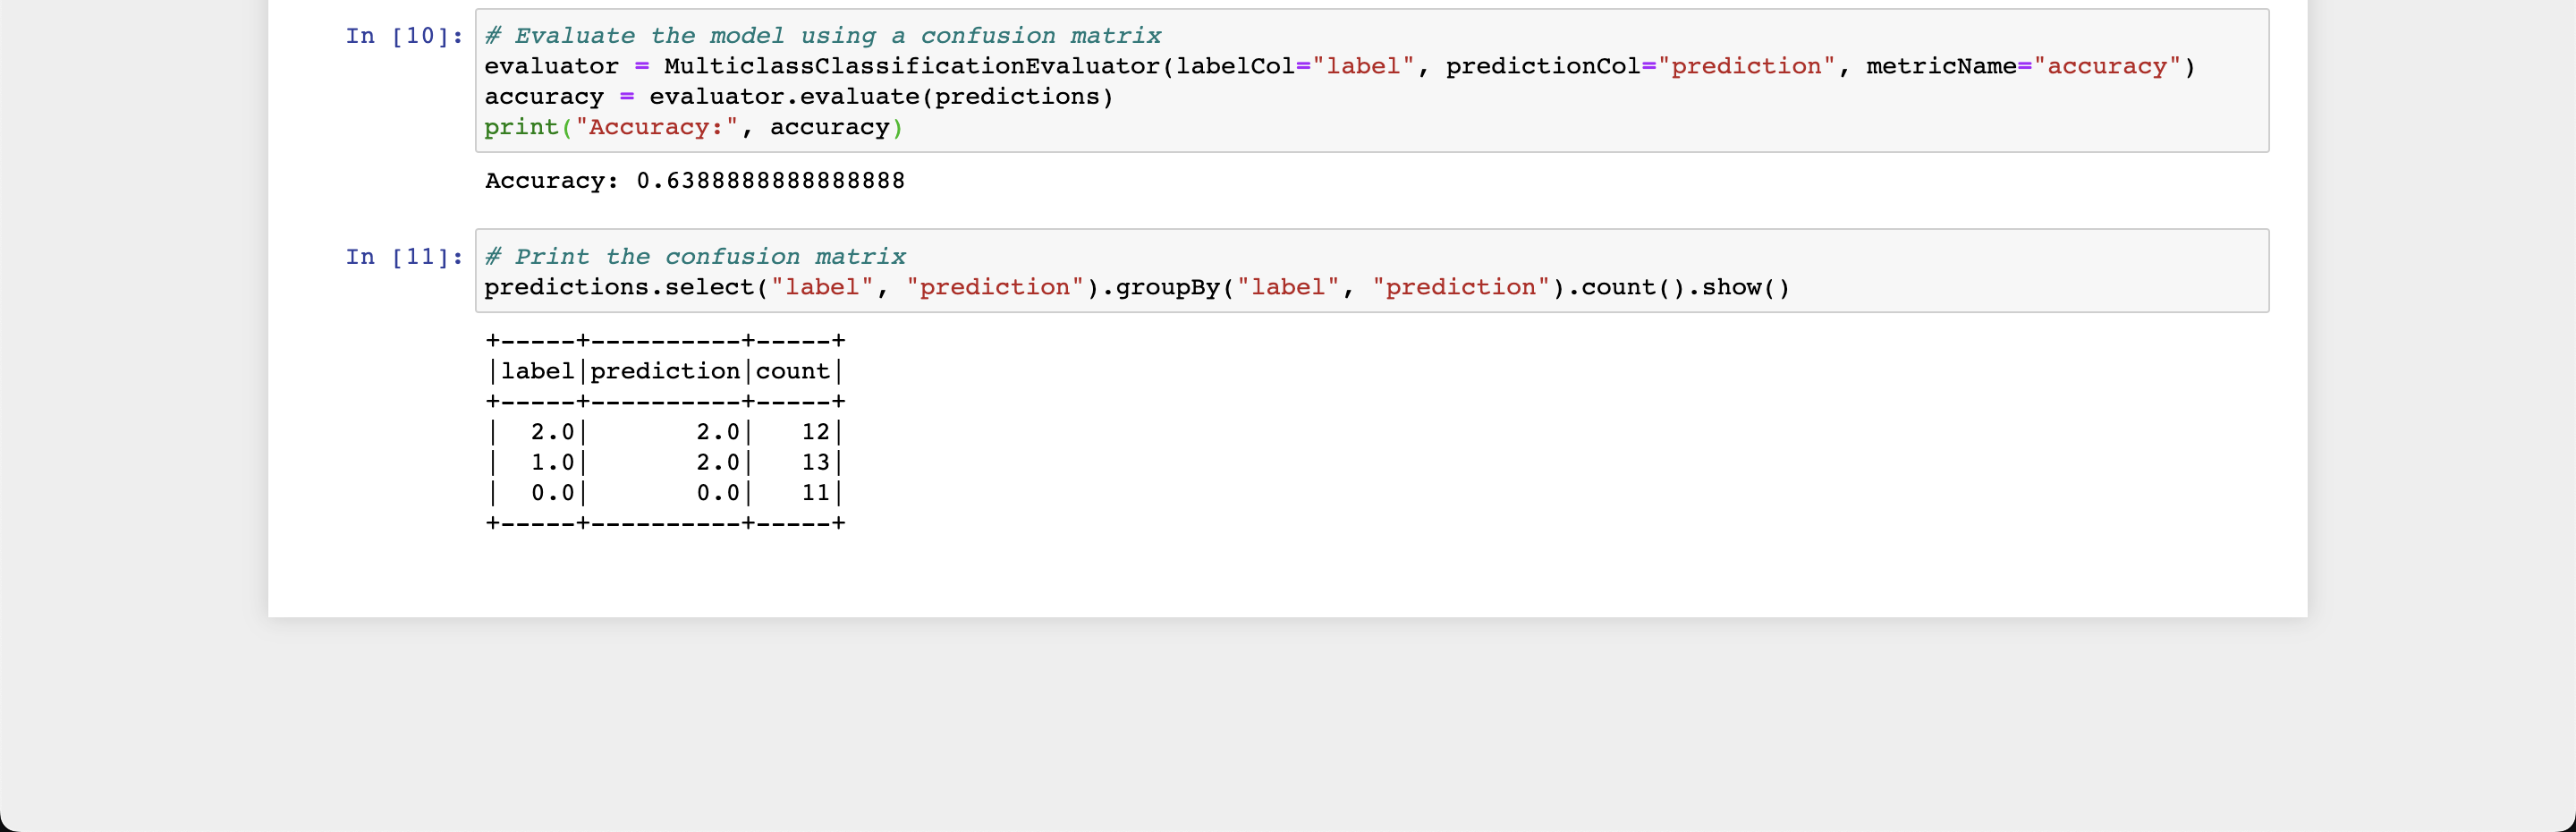 In [10]: # Evaluate the model using a confusion matrix
evaluator = MulticlassClassificationEvaluator(labelCol="label", predictionCol="prediction", metricName="accuracy")
accuracy = evaluator.evaluate(predictions)
print("Accuracy:", accuracy)
Accuracy: 0.6388888888888888
In [11]: # Print the confusion matrix
predictions.select("label", "prediction").groupBy("label", "prediction").count().show()
+-----+----------+-----+
|label|prediction|count|
+-----+----------+-----+
|  2.0|       2.0|   12|
|  1.0|       2.0|   13|
|  0.0|       0.0|   11|
+-----+----------+-----+